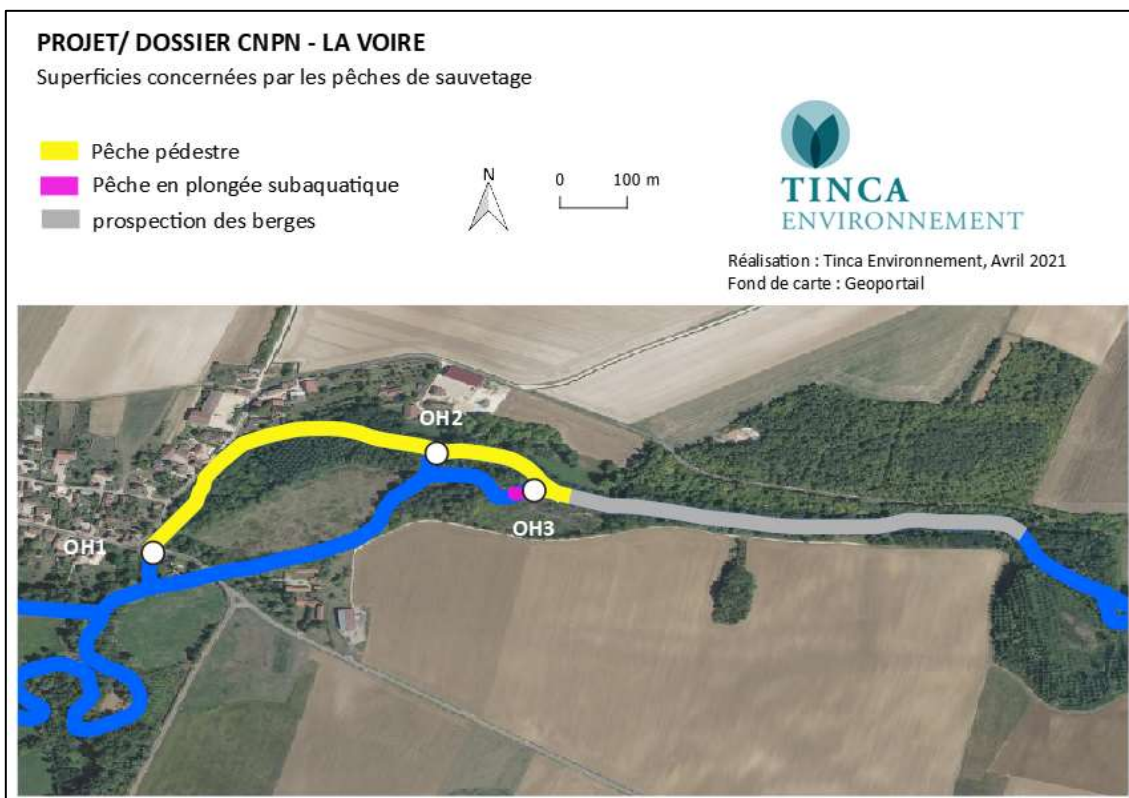 PROJET/ DOSSIER CNPN - LA VOIRE
Superficies concernées par les pêches de sauvetage
Pêche pédestre
Pêche en plongée subaquatique
prospection des berges
N
0 100 m
TINCA
ENVIRONNEMENT
Réalisation : Tinca Environnement, Avril 2021
Fond de carte : Geoportail
OH2
OH3
OH1